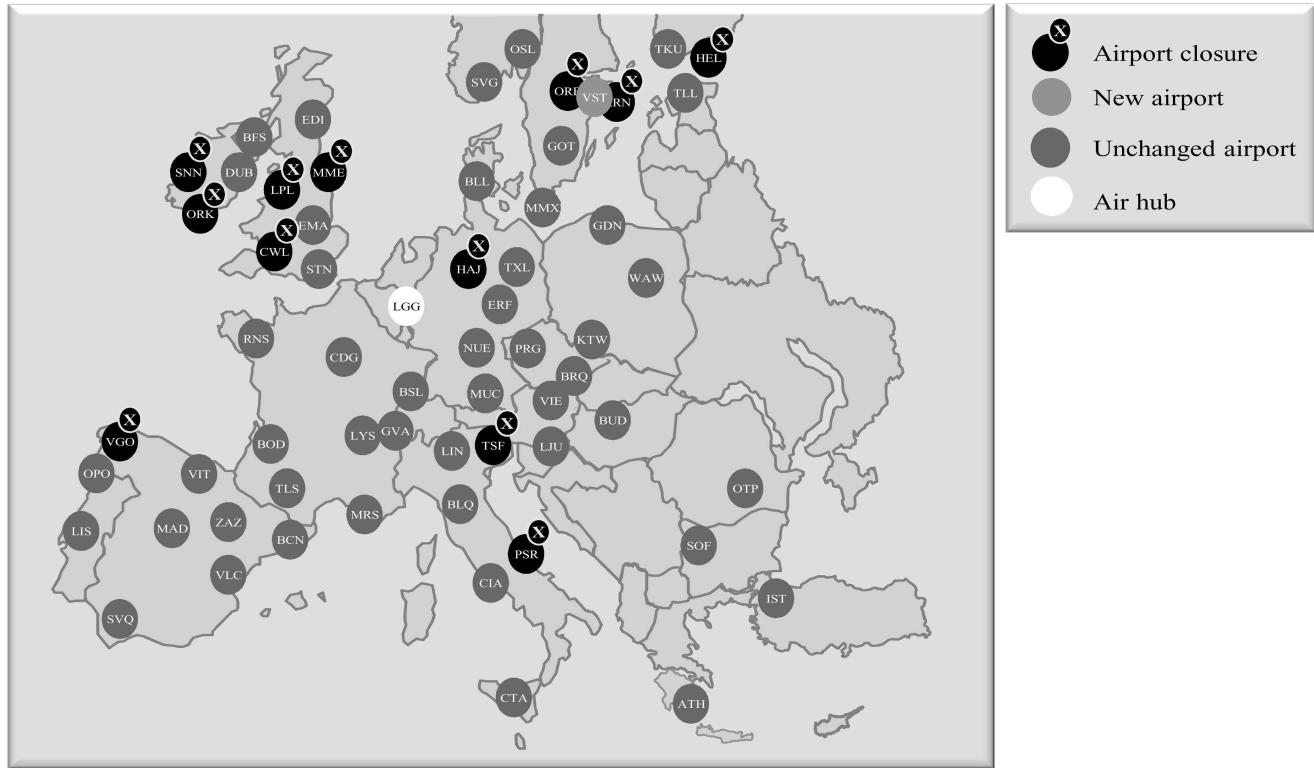 OSL
TKU
X
HEL
SVG
X
ORE
VST
X
RN
TLL
EDI
BFS
GOT
X
SNN
DUB
X
LPL
X
MME
BLL
X
ORK
MMX
GDN
EMA
X
CWL
STN
X
HAJ
TXL
WAW
LGG
ERF
RNS
CDG
NUE
PRG
KTW
BRQ
BSL
MUC
VIE
BUD
X
VGO
BOD
LYS
GVA
LIN
X
TSF
LJU
OPO
VIT
TLS
OTP
LIS
MAD
ZAZ
BCN
MRS
BLQ
X
PSR
SOF
VLC
CIA
SVQ
IST
CTA
ATH
X
Airport closure
New airport
Unchanged airport
Air hub